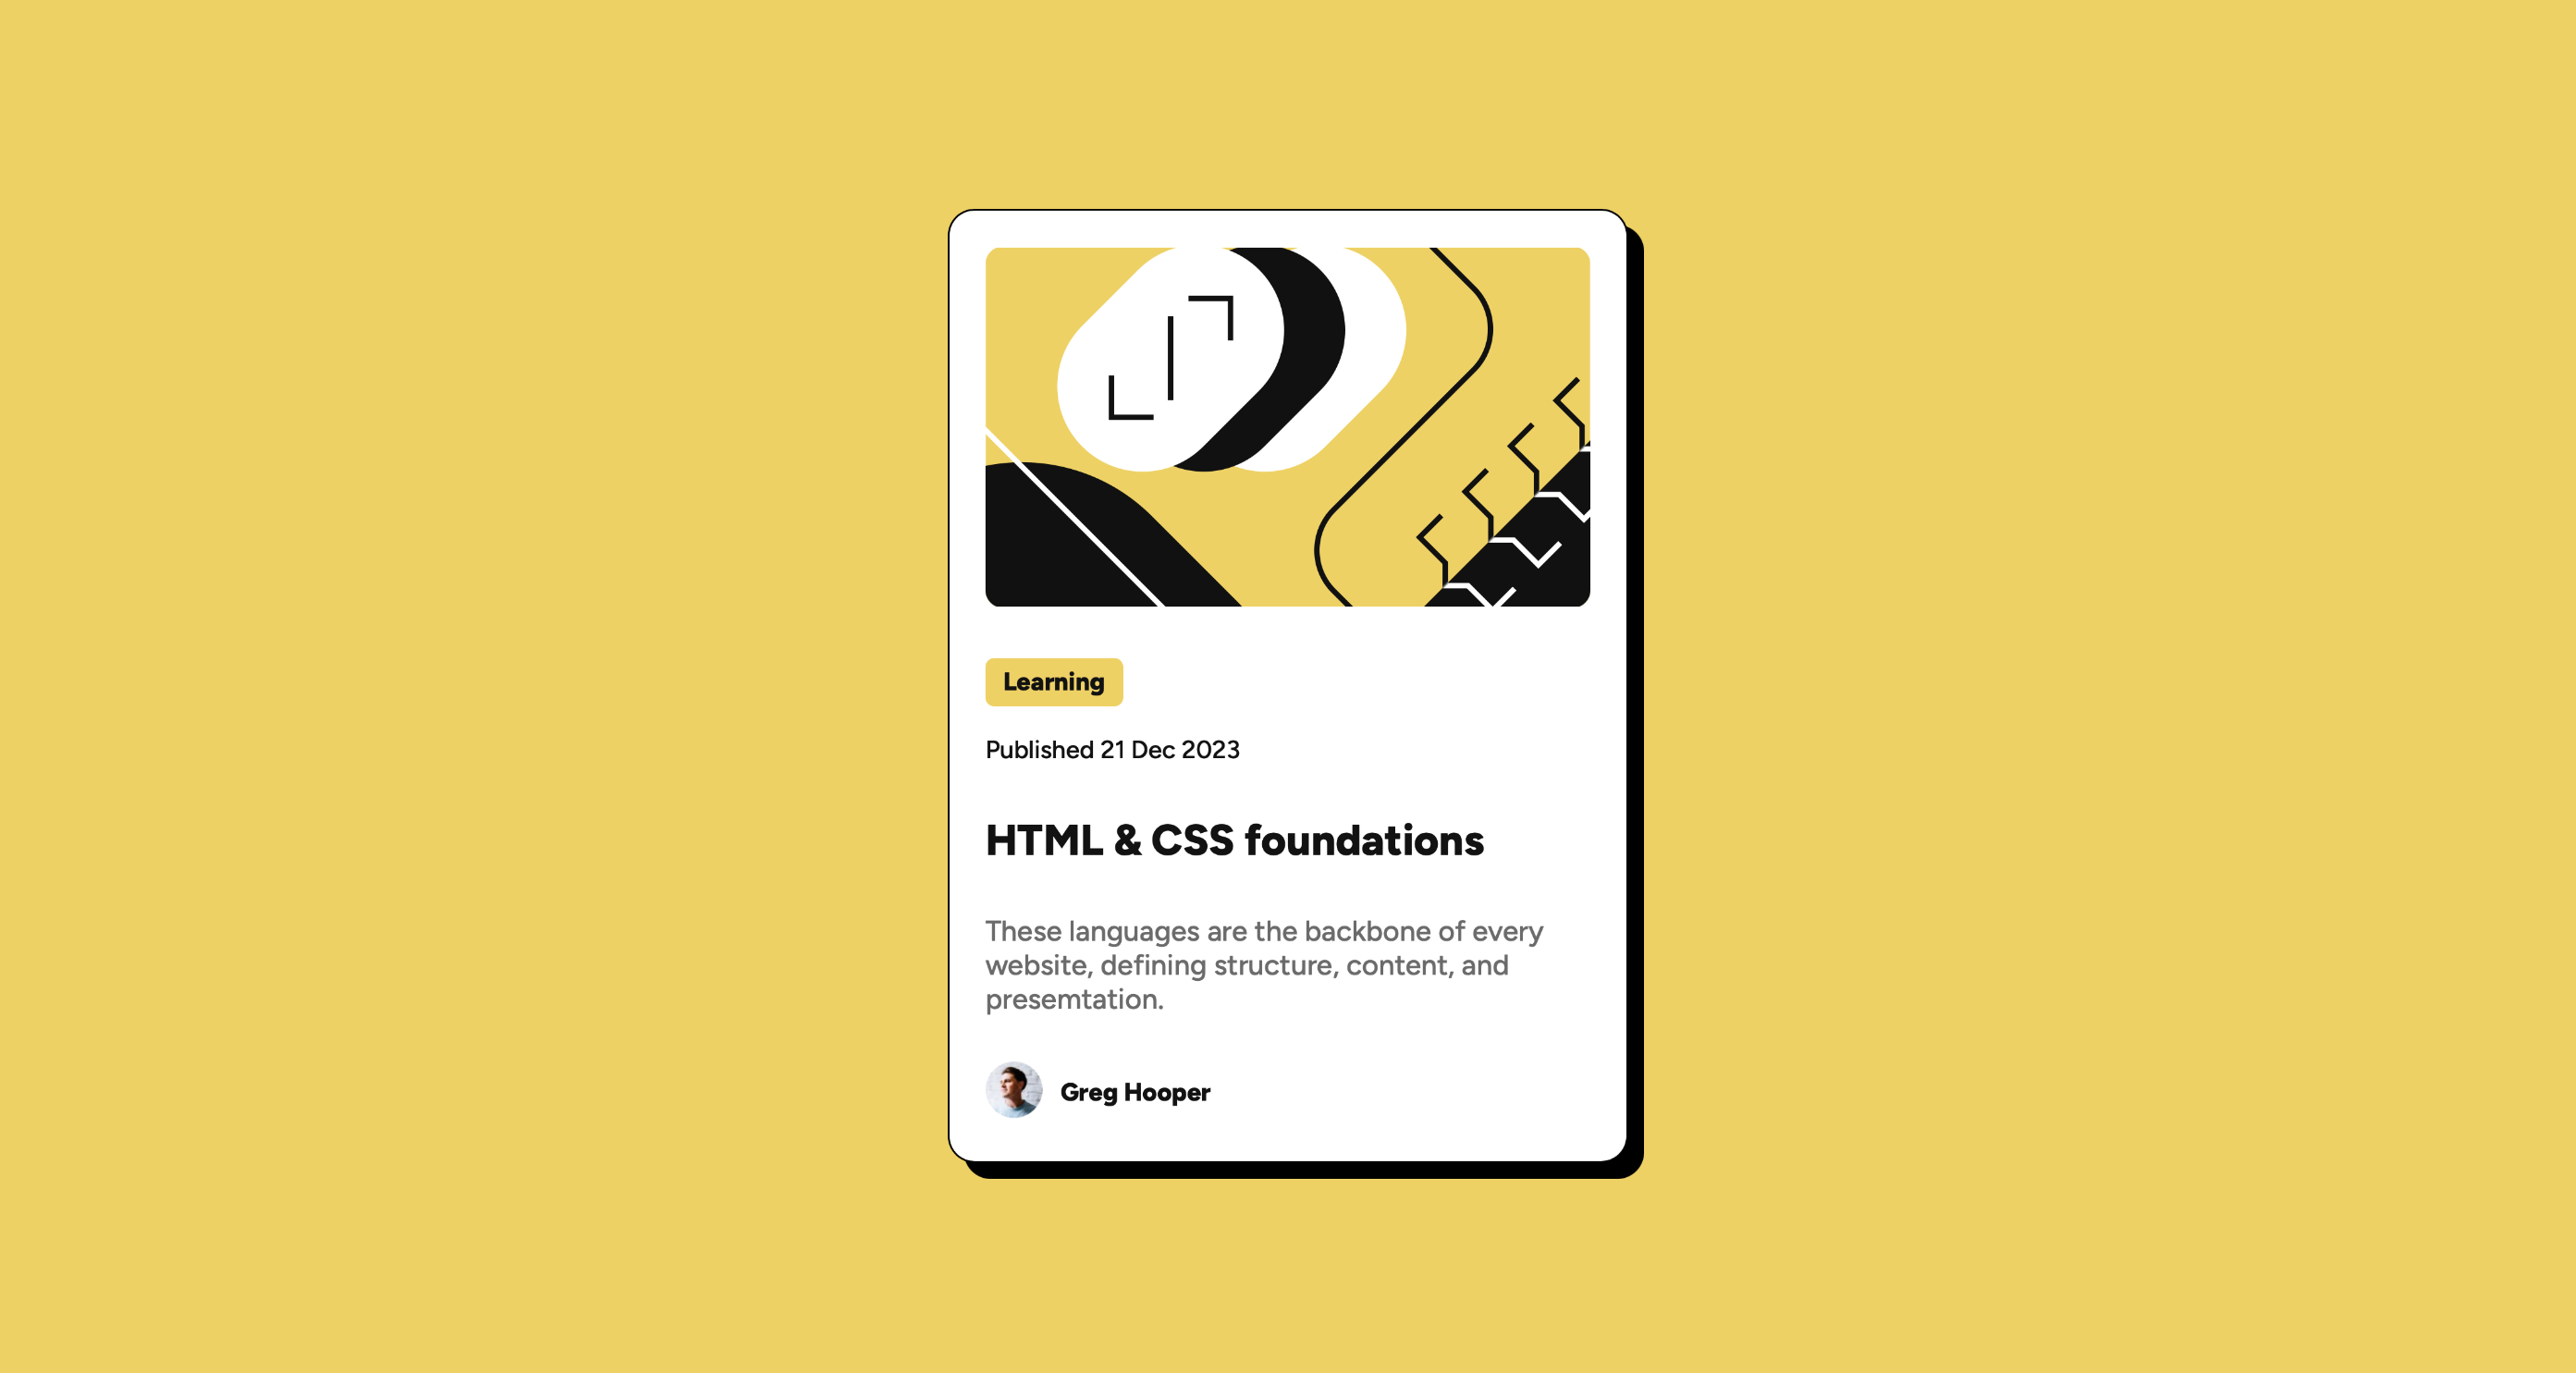 Learning
Published 21 Dec 2023
HTML & CSS foundations
These languages are the backbone of every
website, defining structure, content, and
presemtation.
Greg Hooper